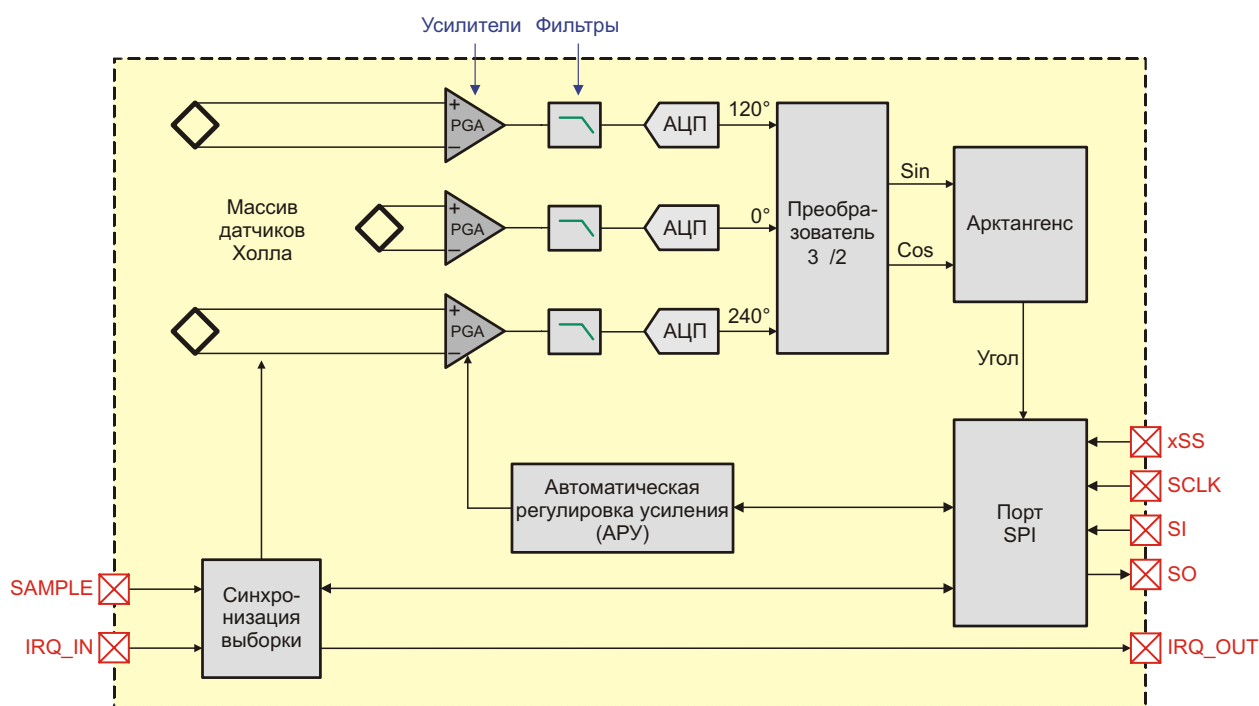 Усилители Фильтры
+
PGA
–
АЦП
120°
Массив
датчиков
Холла
+
PGA
–
АЦП
0°
+
PGA
–
АЦП
240°
Преобра-
зователь
3 /2
Sin
Cos
Арктангенс
Угол
Автоматическая
регулировка усиления
(АРУ)
Порт
SPI
xSS
SCLK
SI
SO
SAMPLE
IRQ_IN
Синхро-
низация
выборки
IRQ_OUT